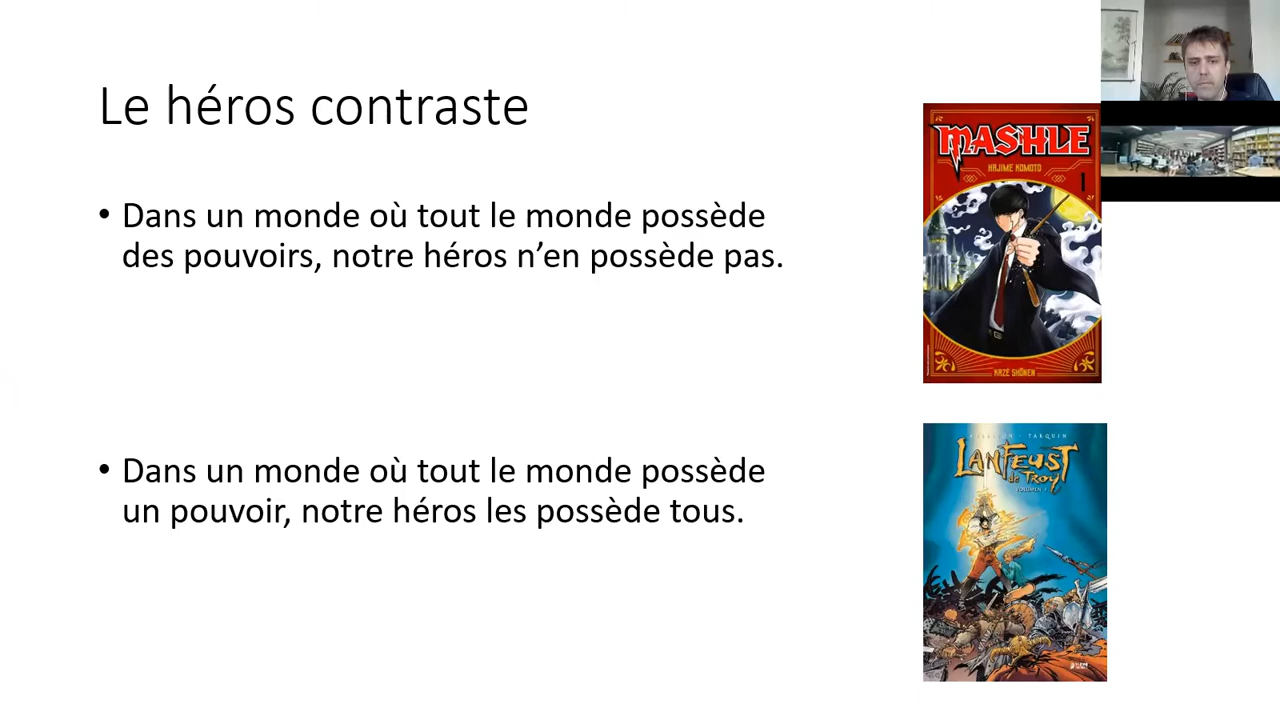 Le héros contraste
• Dans un monde où tout le monde possède
des pouvoirs, notre héros n’en possède pas.
MASHLE
HAJIME KOMOTO
1
KAZÉ SHÔNEN
• Dans un monde où tout le monde possède
un pouvoir, notre héros les possède tous.
TARQUIN
LANFEUST
de TROY